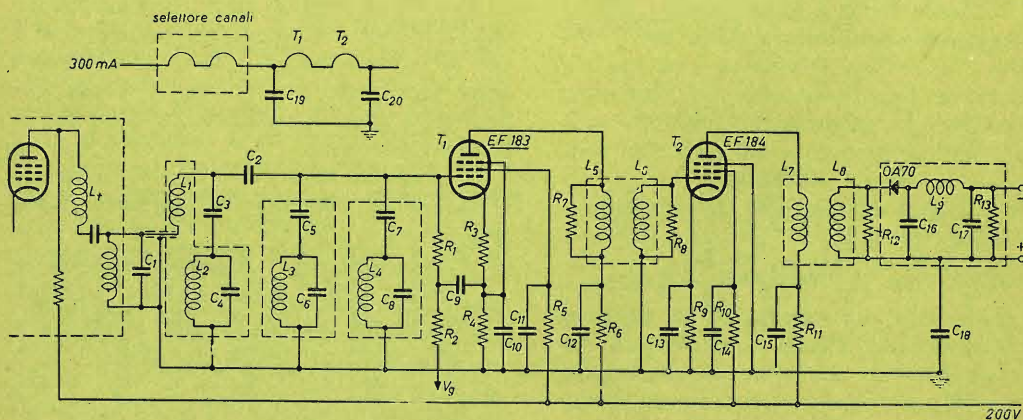 selettore canali
300 mA
T1
T2
C19
C20
Lt
L1
C2
C3
C1
L2
C4
C5
L3
C6
C7
L4
C8
T1
EF 183
R1
R3
C9
R2
R4
Vg
C11
C10
R5
L5
L6
R7
R8
C12
R6
T2
EF 184
C13
R9
R10
C14
L7
L8
C15
R11
R12
OA70
C16
L9
C17
R13
−
+
C18
200V